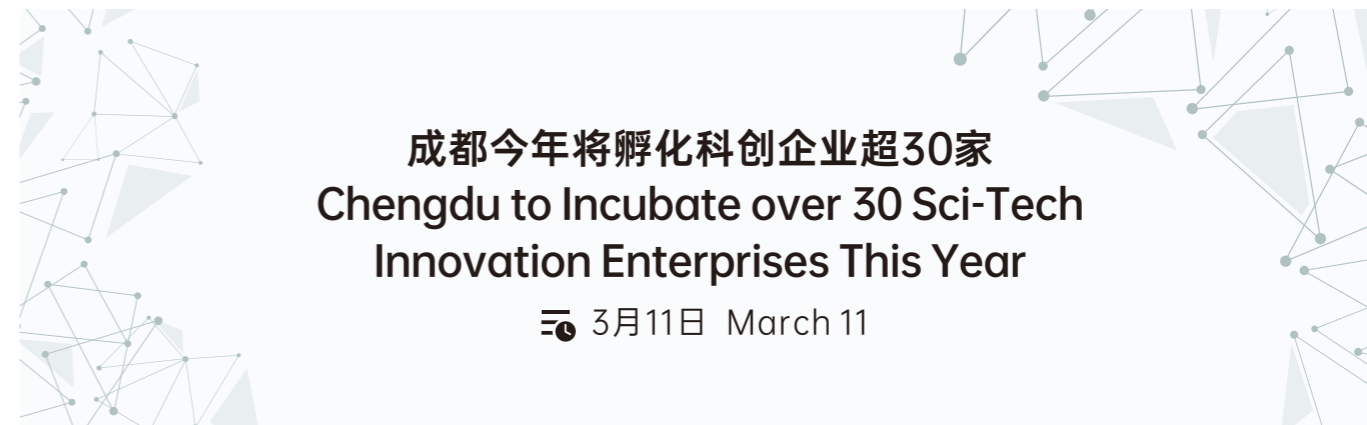 成都今年将孵化科创企业超30家
Chengdu to Incubate over 30 Sci-Tech
Innovation Enterprises This Year
3月11日 March 11